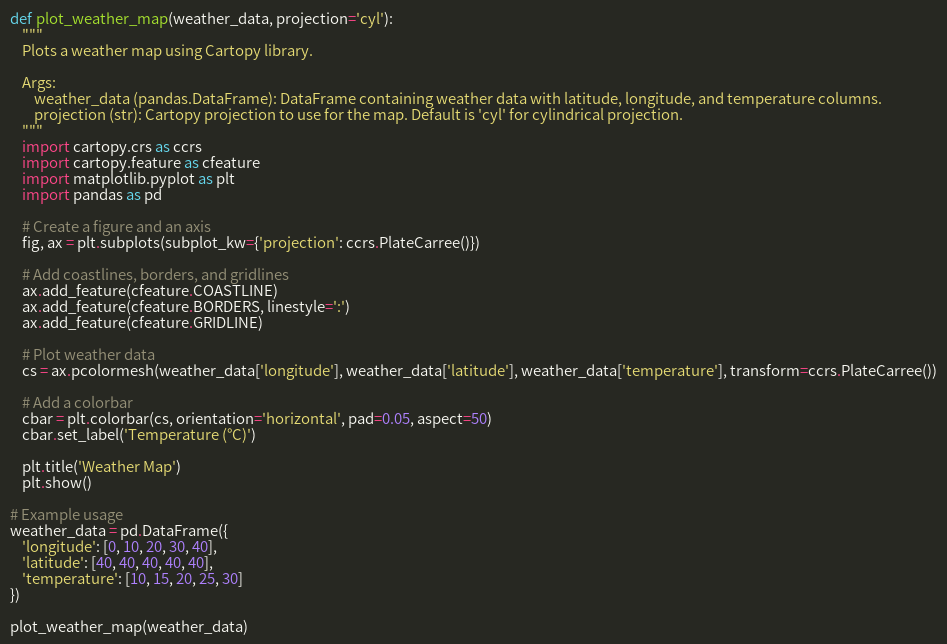 def plot_weather_map(weather_data, projection='cyl'):
    """
    Plots a weather map using Cartopy library.

    Args:
        weather_data (pandas.DataFrame): DataFrame containing weather data with latitude, longitude, and temperature columns.
        projection (str): Cartopy projection to use for the map. Default is 'cyl' for cylindrical projection.
    """
    import cartopy.crs as ccrs
    import cartopy.feature as cfeature
    import matplotlib.pyplot as plt
    import pandas as pd

    # Create a figure and an axis
    fig, ax = plt.subplots(subplot_kw={'projection': ccrs.PlateCarree()})

    # Add coastlines, borders, and gridlines
    ax.add_feature(cfeature.COASTLINE)
    ax.add_feature(cfeature.BORDERS, linestyle=':')
    ax.add_feature(cfeature.GRIDLINE)

    # Plot weather data
    cs = ax.pcolormesh(weather_data['longitude'], weather_data['latitude'], weather_data['temperature'], transform=ccrs.PlateCarree())

    # Add a colorbar
    cbar = plt.colorbar(cs, orientation='horizontal', pad=0.05, aspect=50)
    cbar.set_label('Temperature (°C)')

    plt.title('Weather Map')
    plt.show()

# Example usage
weather_data = pd.DataFrame({
    'longitude': [0, 10, 20, 30, 40],
    'latitude': [40, 40, 40, 40, 40],
    'temperature': [10, 15, 20, 25, 30]
})

plot_weather_map(weather_data)